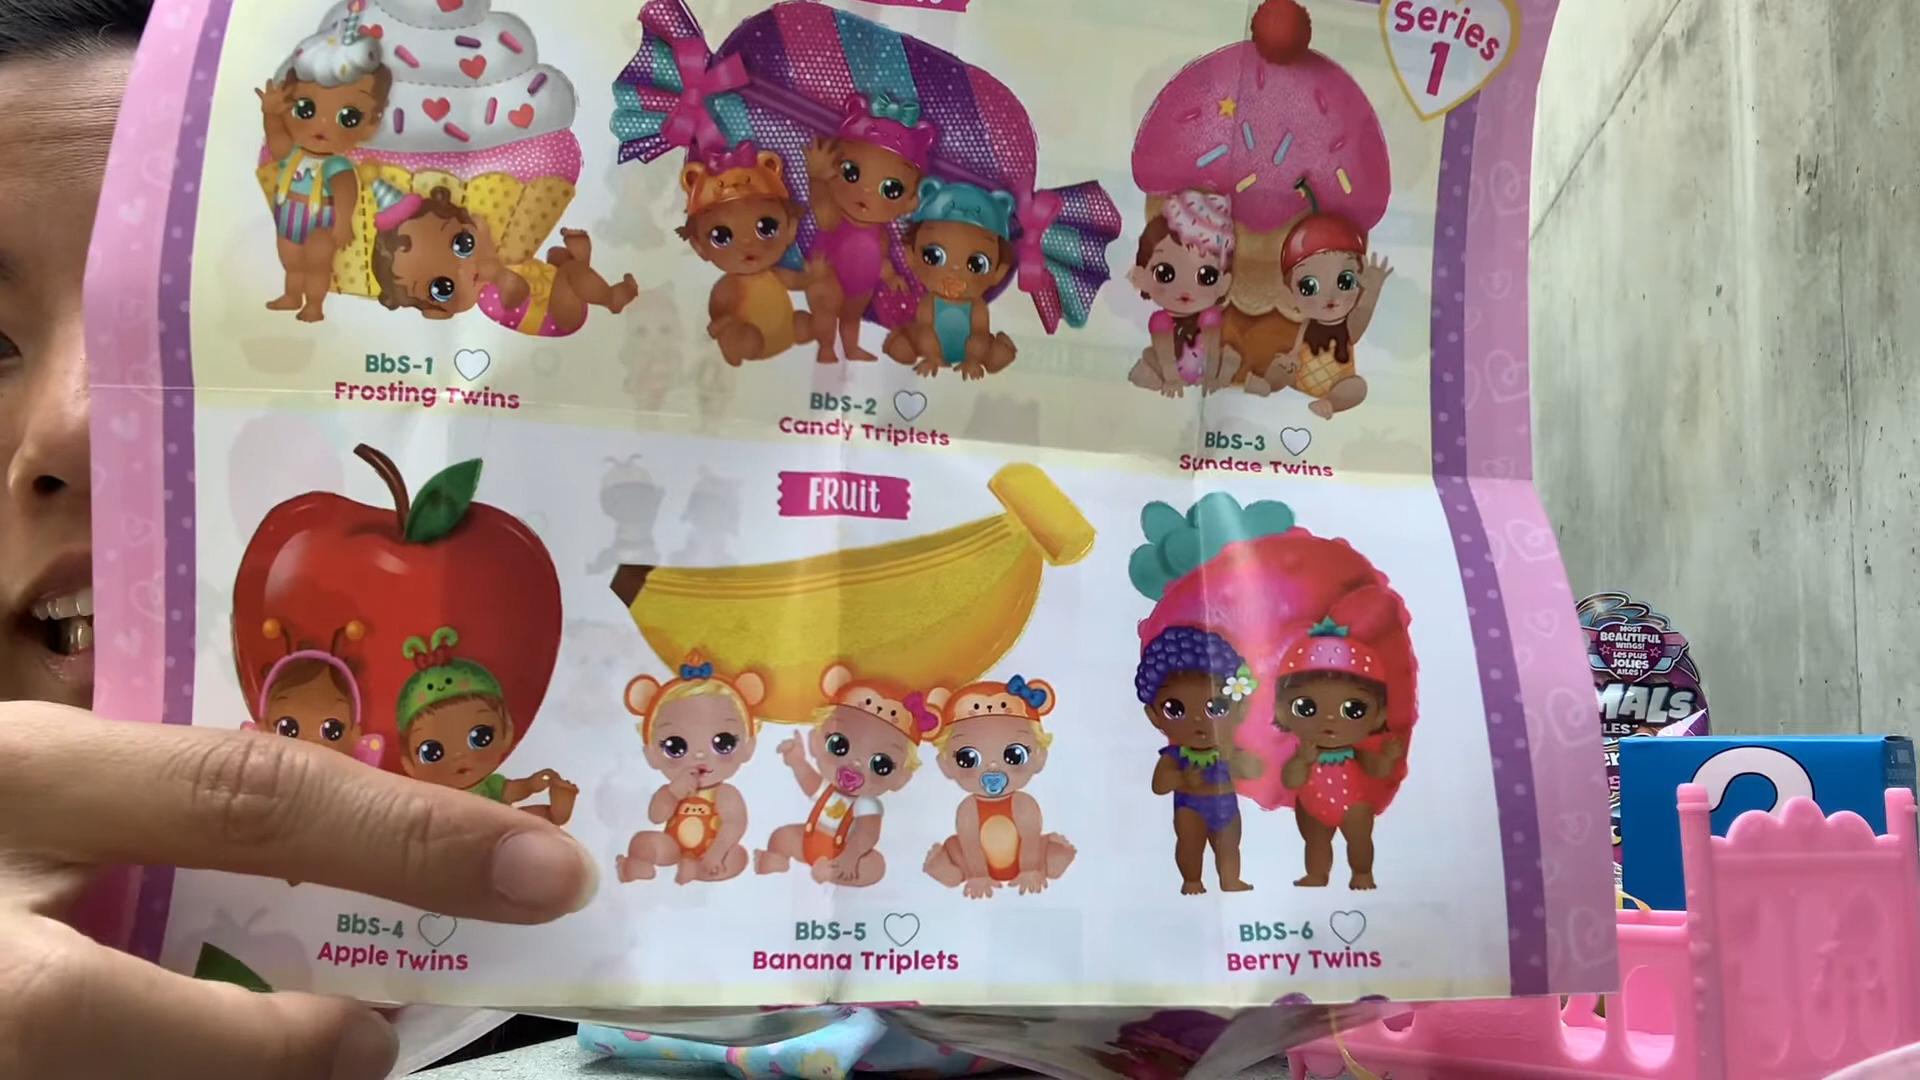 Series
1
BbS-1
Frosting Twins
BbS-2
Candy Triplets
BbS-3
Sundae Twins
FRUIT
BbS-4
Apple Twins
BbS-5
Banana Triplets
BbS-6
Berry Twins
MOST
BEAUTIFUL
WINGS!
LES PLUS
JOLIES
AILES!
?